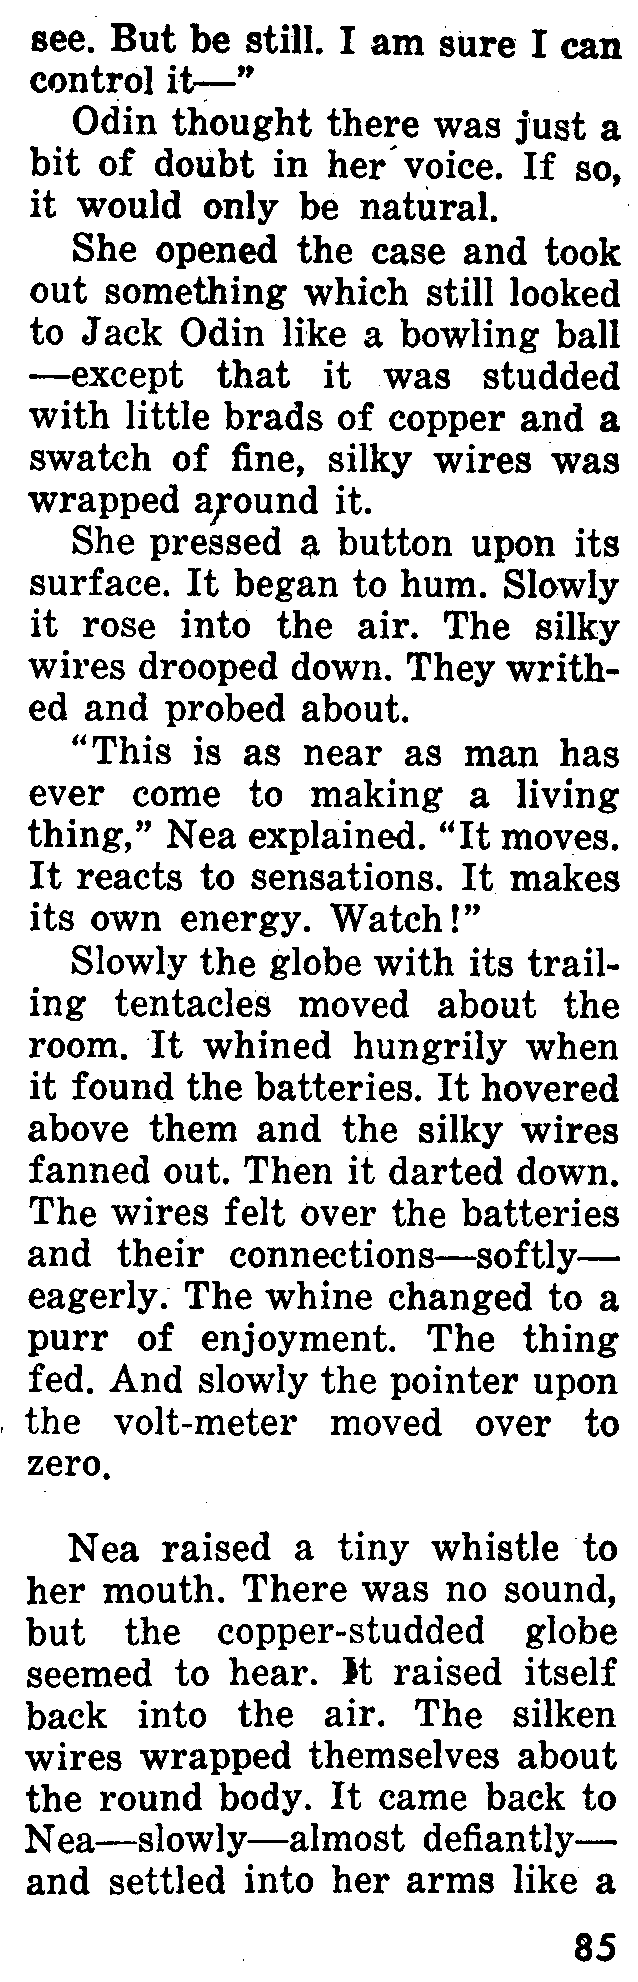 see. But be still. I am sure I can
control it—”
Odin thought there was just a
bit of doubt in her voice. If so,
it would only be natural.
She opened the case and took
out something which still looked
to Jack Odin like a bowling ball
—except that it was studded
with little brads of copper and a
swatch of fine, silky wires was
wrapped around it.
She pressed a button upon its
surface. It began to hum. Slowly
it rose into the air. The silky
wires drooped down. They writh-
ed and probed about.
“This is as near as man has
ever come to making a living
thing,” Nea explained. “It moves.
It reacts to sensations. It makes
its own energy. Watch!”
Slowly the globe with its trail-
ing tentacles moved about the
room. It whined hungrily when
it found the batteries. It hovered
above them and the silky wires
fanned out. Then it darted down.
The wires felt over the batteries
and their connections—softly—
eagerly. The whine changed to a
purr of enjoyment. The thing
fed. And slowly the pointer upon
the volt-meter moved over to
zero.
Nea raised a tiny whistle to
her mouth. There was no sound,
but the copper-studded globe
seemed to hear. It raised itself
back into the air. The silken
wires wrapped themselves about
the round body. It came back to
Nea—slowly—almost defiantly—
and settled into her arms like a
85